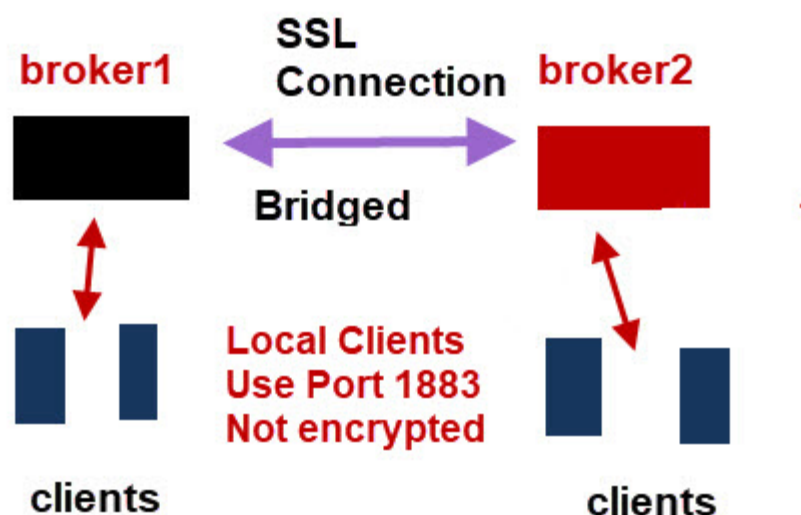 SSL
Connection
broker1
broker2
Bridged
Local Clients
Use Port 1883
Not encrypted
clients
clients